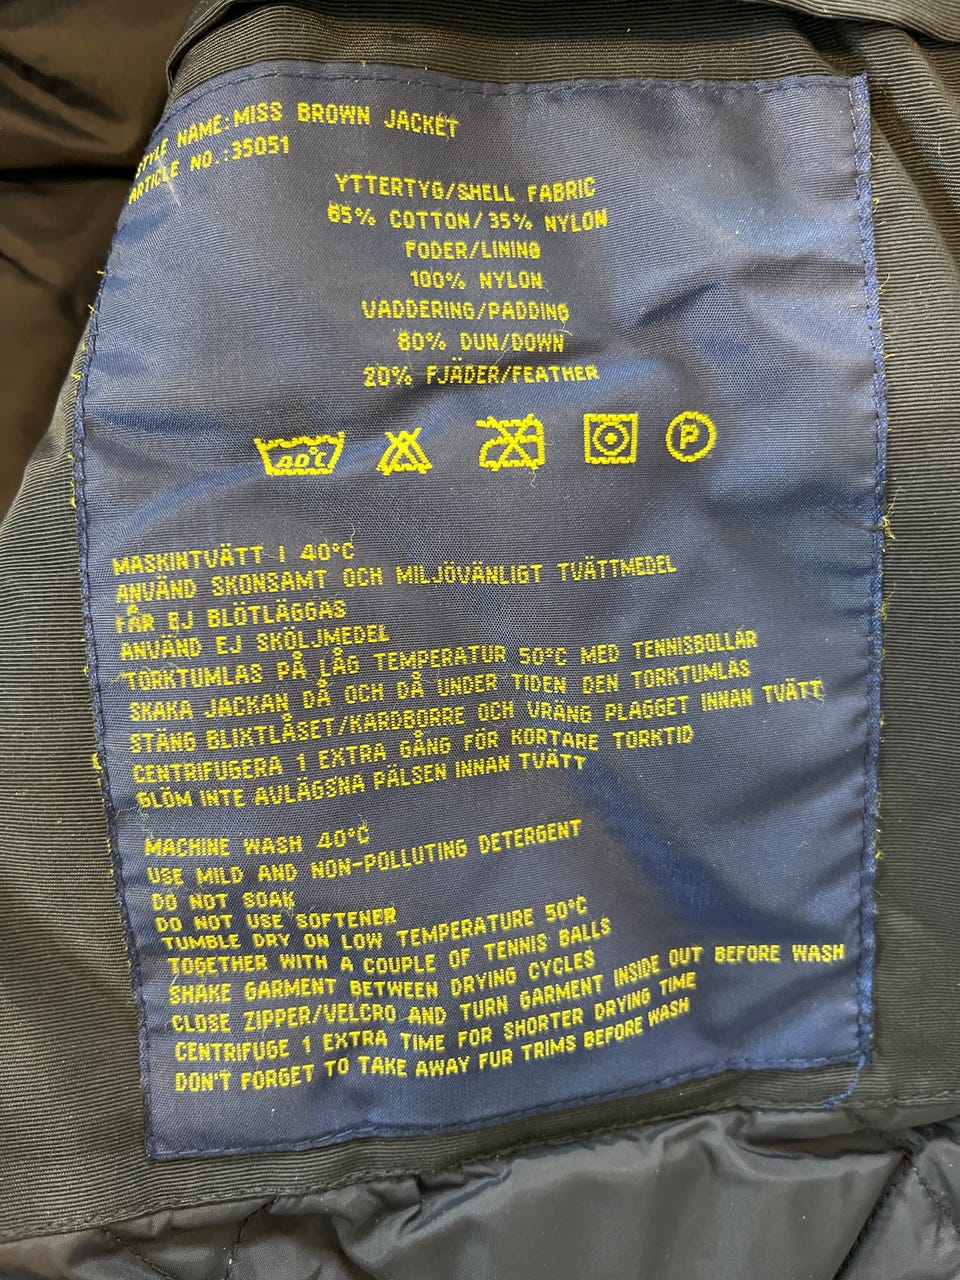 STYLE NAME:MISS BROWN JACKET
ARTICLE NO.:35051
YTTERTYG/SHELL FABRIC
65% COTTON/35% NYLON
FODER/LINING
100% NYLON
VADDERING/PADDING
80% DUN/DOWN
20% FJÄDER/FEATHER
40°C P
MASKINTVÄTT I 40°C
ANVÄND SKONSAMT OCH MILJÖVÄNLIGT TVÄTTMEDEL
FÅR EJ BLÖTLÄGGAS
ANVÄND EJ SKÖLJMEDEL
TORKTUMLAS PÅ LÅG TEMPERATUR 50°C MED TENNISBOLLAR
SKAKA JACKAN DÅ OCH DÅ UNDER TIDEN DEN TORKTUMLAS
STÄNG BLIXTLÅSET/KARDBORRE OCH VRÄNG PLAGGET INNAN TVÄTT
CENTRIFUGERA 1 EXTRA GÅNG FÖR KORTARE TORKTID
GLÖM INTE AVLÄGSNA PÄLSEN INNAN TVÄTT
MACHINE WASH 40°C
USE MILD AND NON-POLLUTING DETERGENT
DO NOT SOAK
DO NOT USE SOFTENER
TUMBLE DRY ON LOW TEMPERATURE 50°C
TOGETHER WITH A COUPLE OF TENNIS BALLS
SHAKE GARMENT BETWEEN DRYING CYCLES
CLOSE ZIPPER/VELCRO AND TURN GARMENT INSIDE OUT BEFORE WASH
CENTRIFUGE 1 EXTRA TIME FOR SHORTER DRYING TIME
DON'T FORGET TO TAKE AWAY FUR TRIMS BEFORE WASH